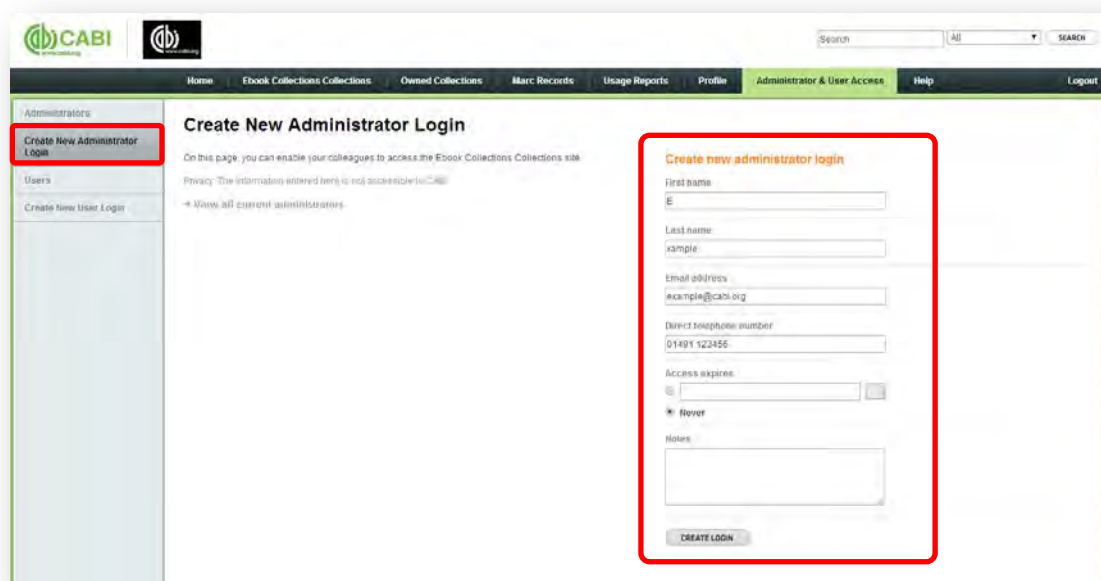 CABI
www.cabi.org
Search
All
SEARCH
Home
Ebook Collections Collections
Owned Collections
Marc Records
Usage Reports
Profile
Administrator & User Access
Help
Logout
Administrators
Create New Administrator
Login
Users
Create New User Login
Create New Administrator Login
On this page, you can enable your colleagues to access the Ebook Collections Collections site
Privacy: The information entered here is not accessible to CABI
View all current administrators
Create new administrator login
First name
E
Last name
xample
Email address
example@cabi.org
Direct telephone number
01491 123456
Access expires
Never
Notes
CREATE LOGIN